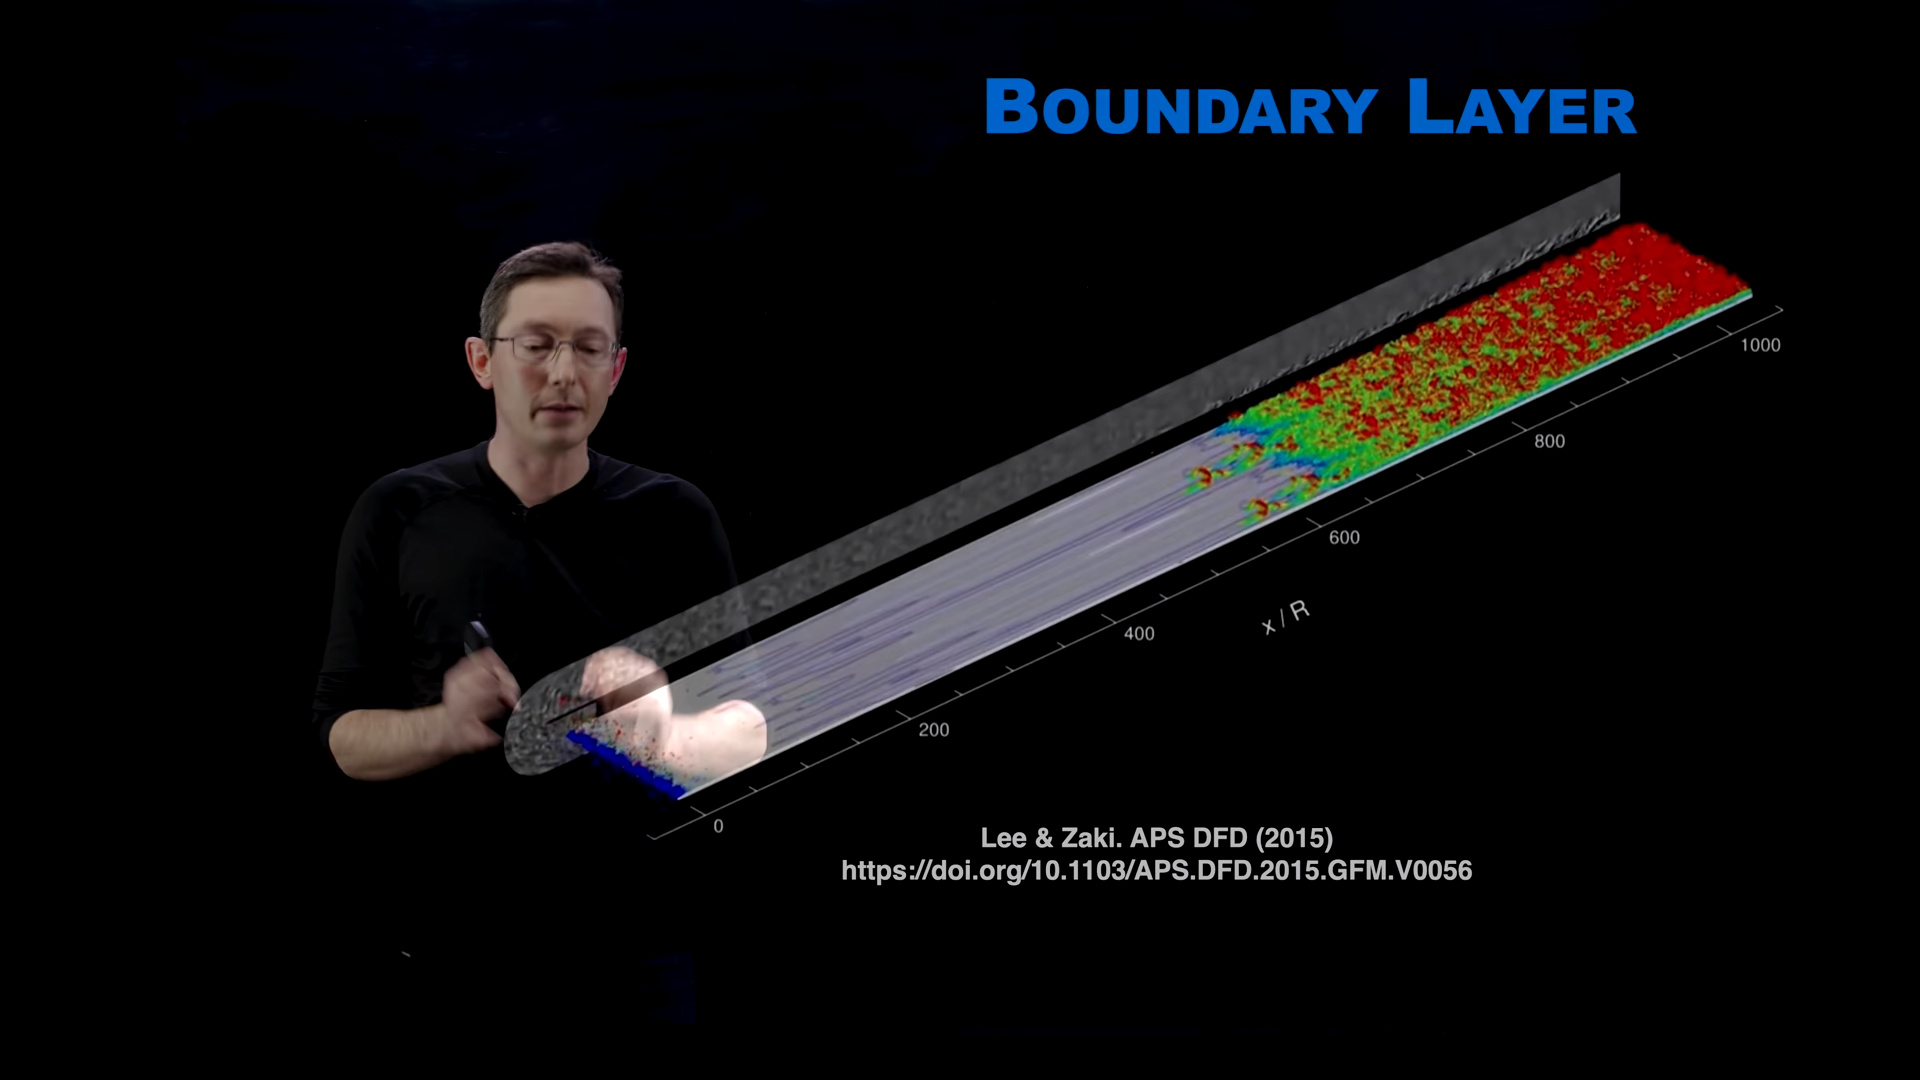 BOUNDARY LAYER
1000
800
600
x / R
400
200
0
Lee & Zaki. APS DFD (2015)
https://doi.org/10.1103/APS.DFD.2015.GFM.V0056